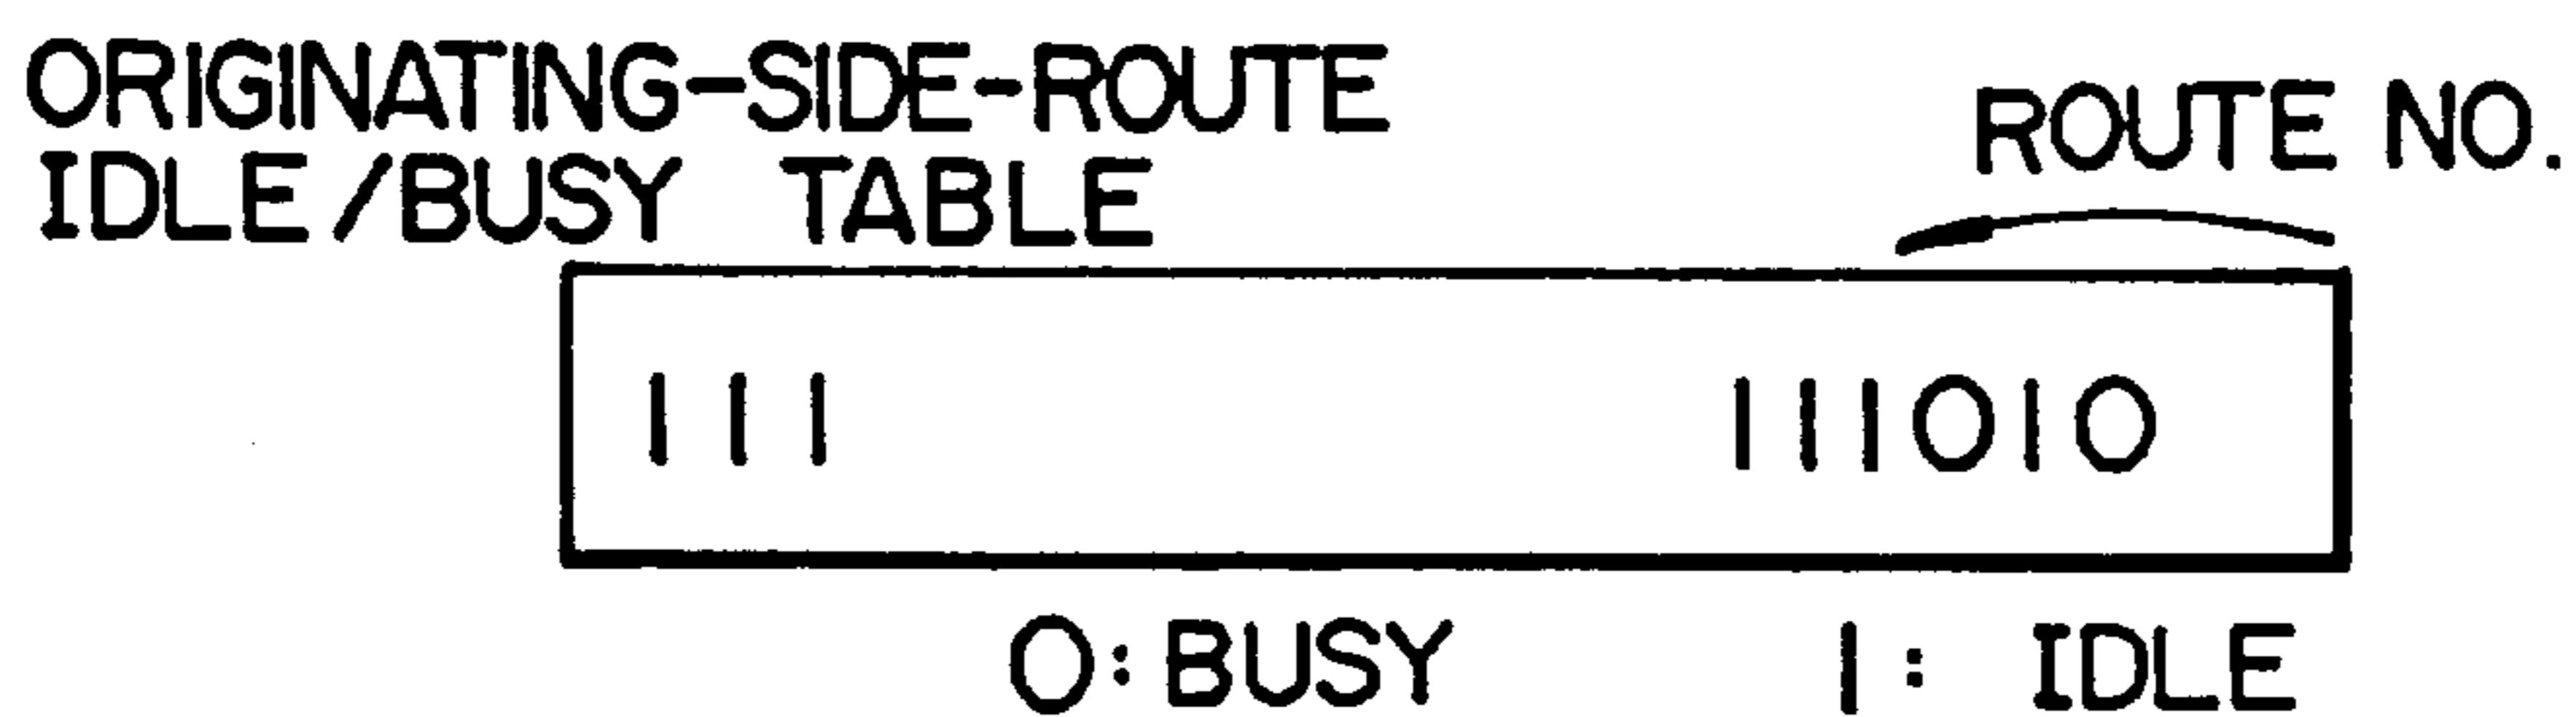 ORIGINATING-SIDE-ROUTE
IDLE/BUSY TABLE
ROUTE NO.
111 111010
0: BUSY 1: IDLE